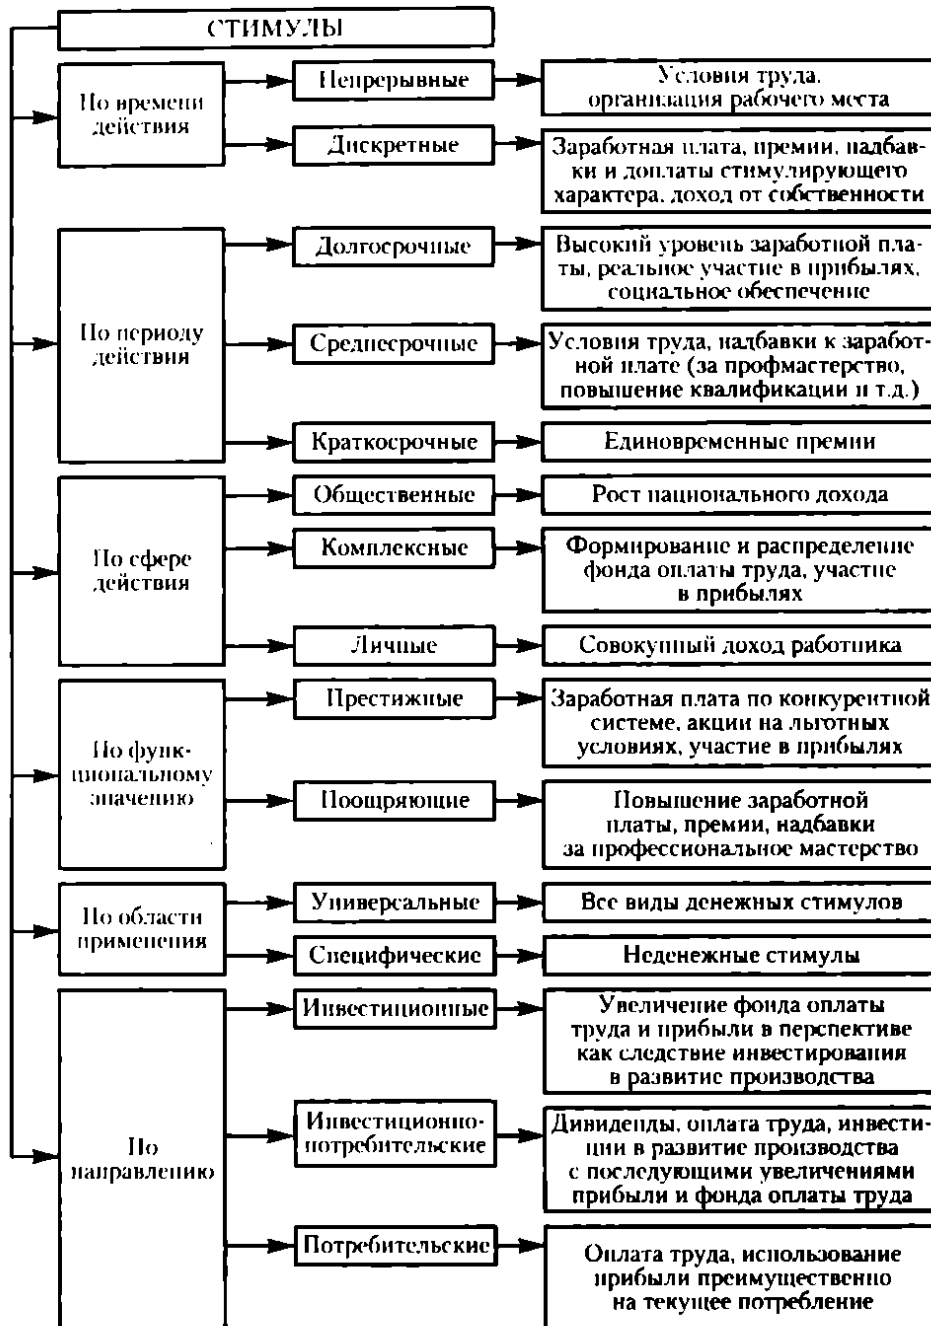 СТИМУЛЫ
По времени
действия
Непрерывные
Условия труда,
организация рабочего места
Дискретные
Заработная плата, премии, надбав-
ки и доплаты стимулирующего
характера, доход от собственности
По периоду
действия
Долгосрочные
Высокий уровень заработной пла-
ты, реальное участие в прибылях,
социальное обеспечение
Среднесрочные
Условия труда, надбавки к заработ-
ной плате (за профмастерство,
повышение квалификации и т.д.)
Краткосрочные
Единовременные премии
По сфере
действия
Общественные
Рост национального дохода
Комплексные
Формирование и распределение
фонда оплаты труда, участие
в прибылях
Личные
Совокупный доход работника
По функ-
циональному
значению
Престижные
Заработная плата по конкурентной
системе, акции на льготных
условиях, участие в прибылях
Поощряющие
Повышение заработной
платы, премии, надбавки
за профессиональное мастерство
По области
применения
Универсальные
Все виды денежных стимулов
Специфические
Неденежные стимулы
По
направлению
Инвестиционные
Увеличение фонда оплаты
труда и прибыли в перспективе
как следствие инвестирования
в развитие производства
Инвестиционно-
потребительские
Дивиденды, оплата труда, инвести-
ции в развитие производства
с последующими увеличениями
прибыли и фонда оплаты труда
Потребительские
Оплата труда, использование
прибыли преимущественно
на текущее потребление